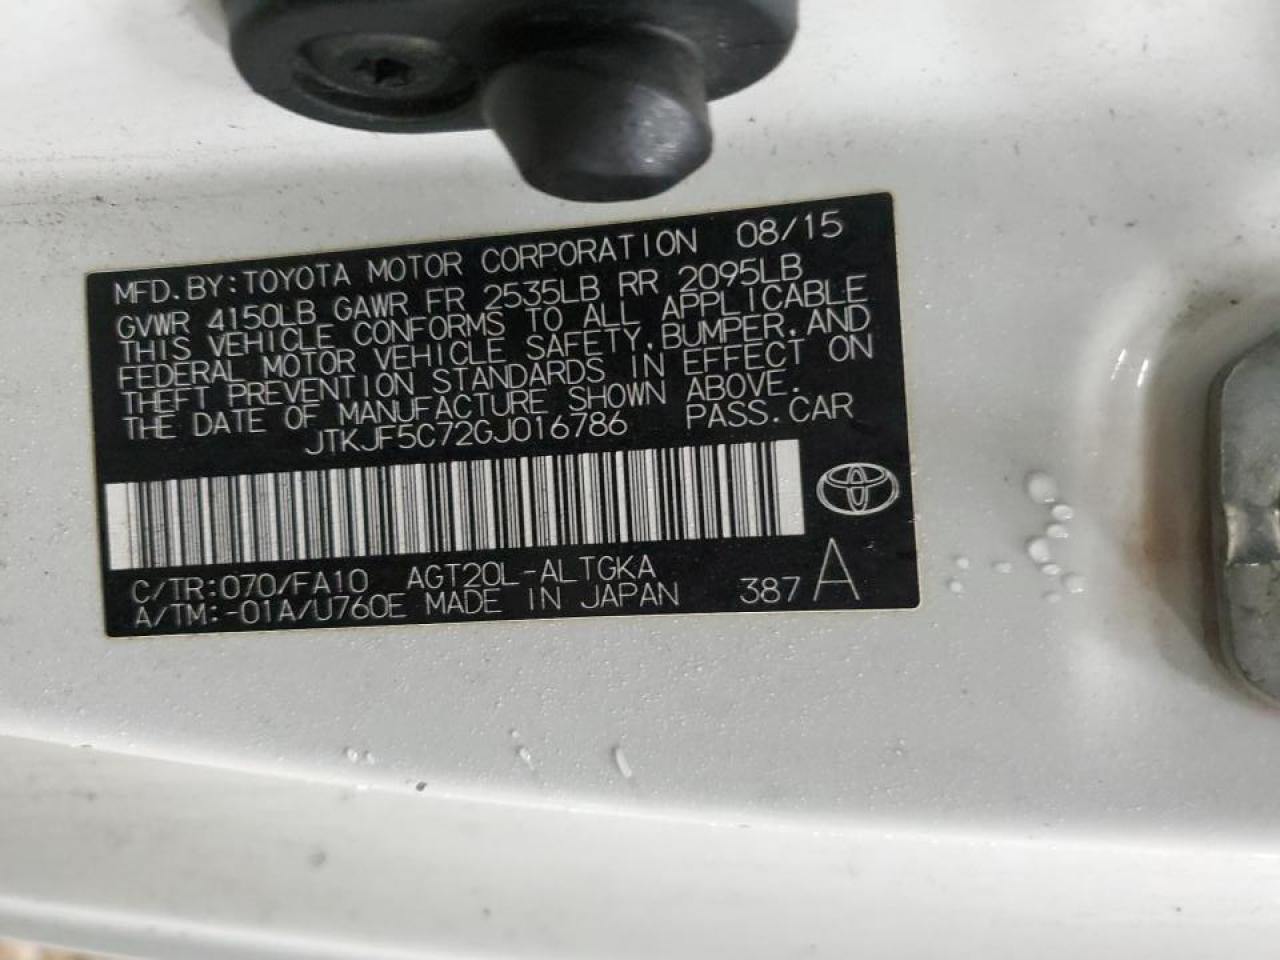 MFD.BY:TOYOTA MOTOR CORPORATION 08/15
GVWR 4150LB GAWR FR 2535LB RR 2095LB
THIS VEHICLE CONFORMS TO ALL APPLICABLE
FEDERAL MOTOR VEHICLE SAFETY, BUMPER, AND
THEFT PREVENTION STANDARDS IN EFFECT ON
THE DATE OF MANUFACTURE SHOWN ABOVE.
JTKJF5C72GJ016786 PASS.CAR
C/TR:070/FA10 AGT20L-ALTGKA
A/TM:-01A/U760E MADE IN JAPAN 387 A